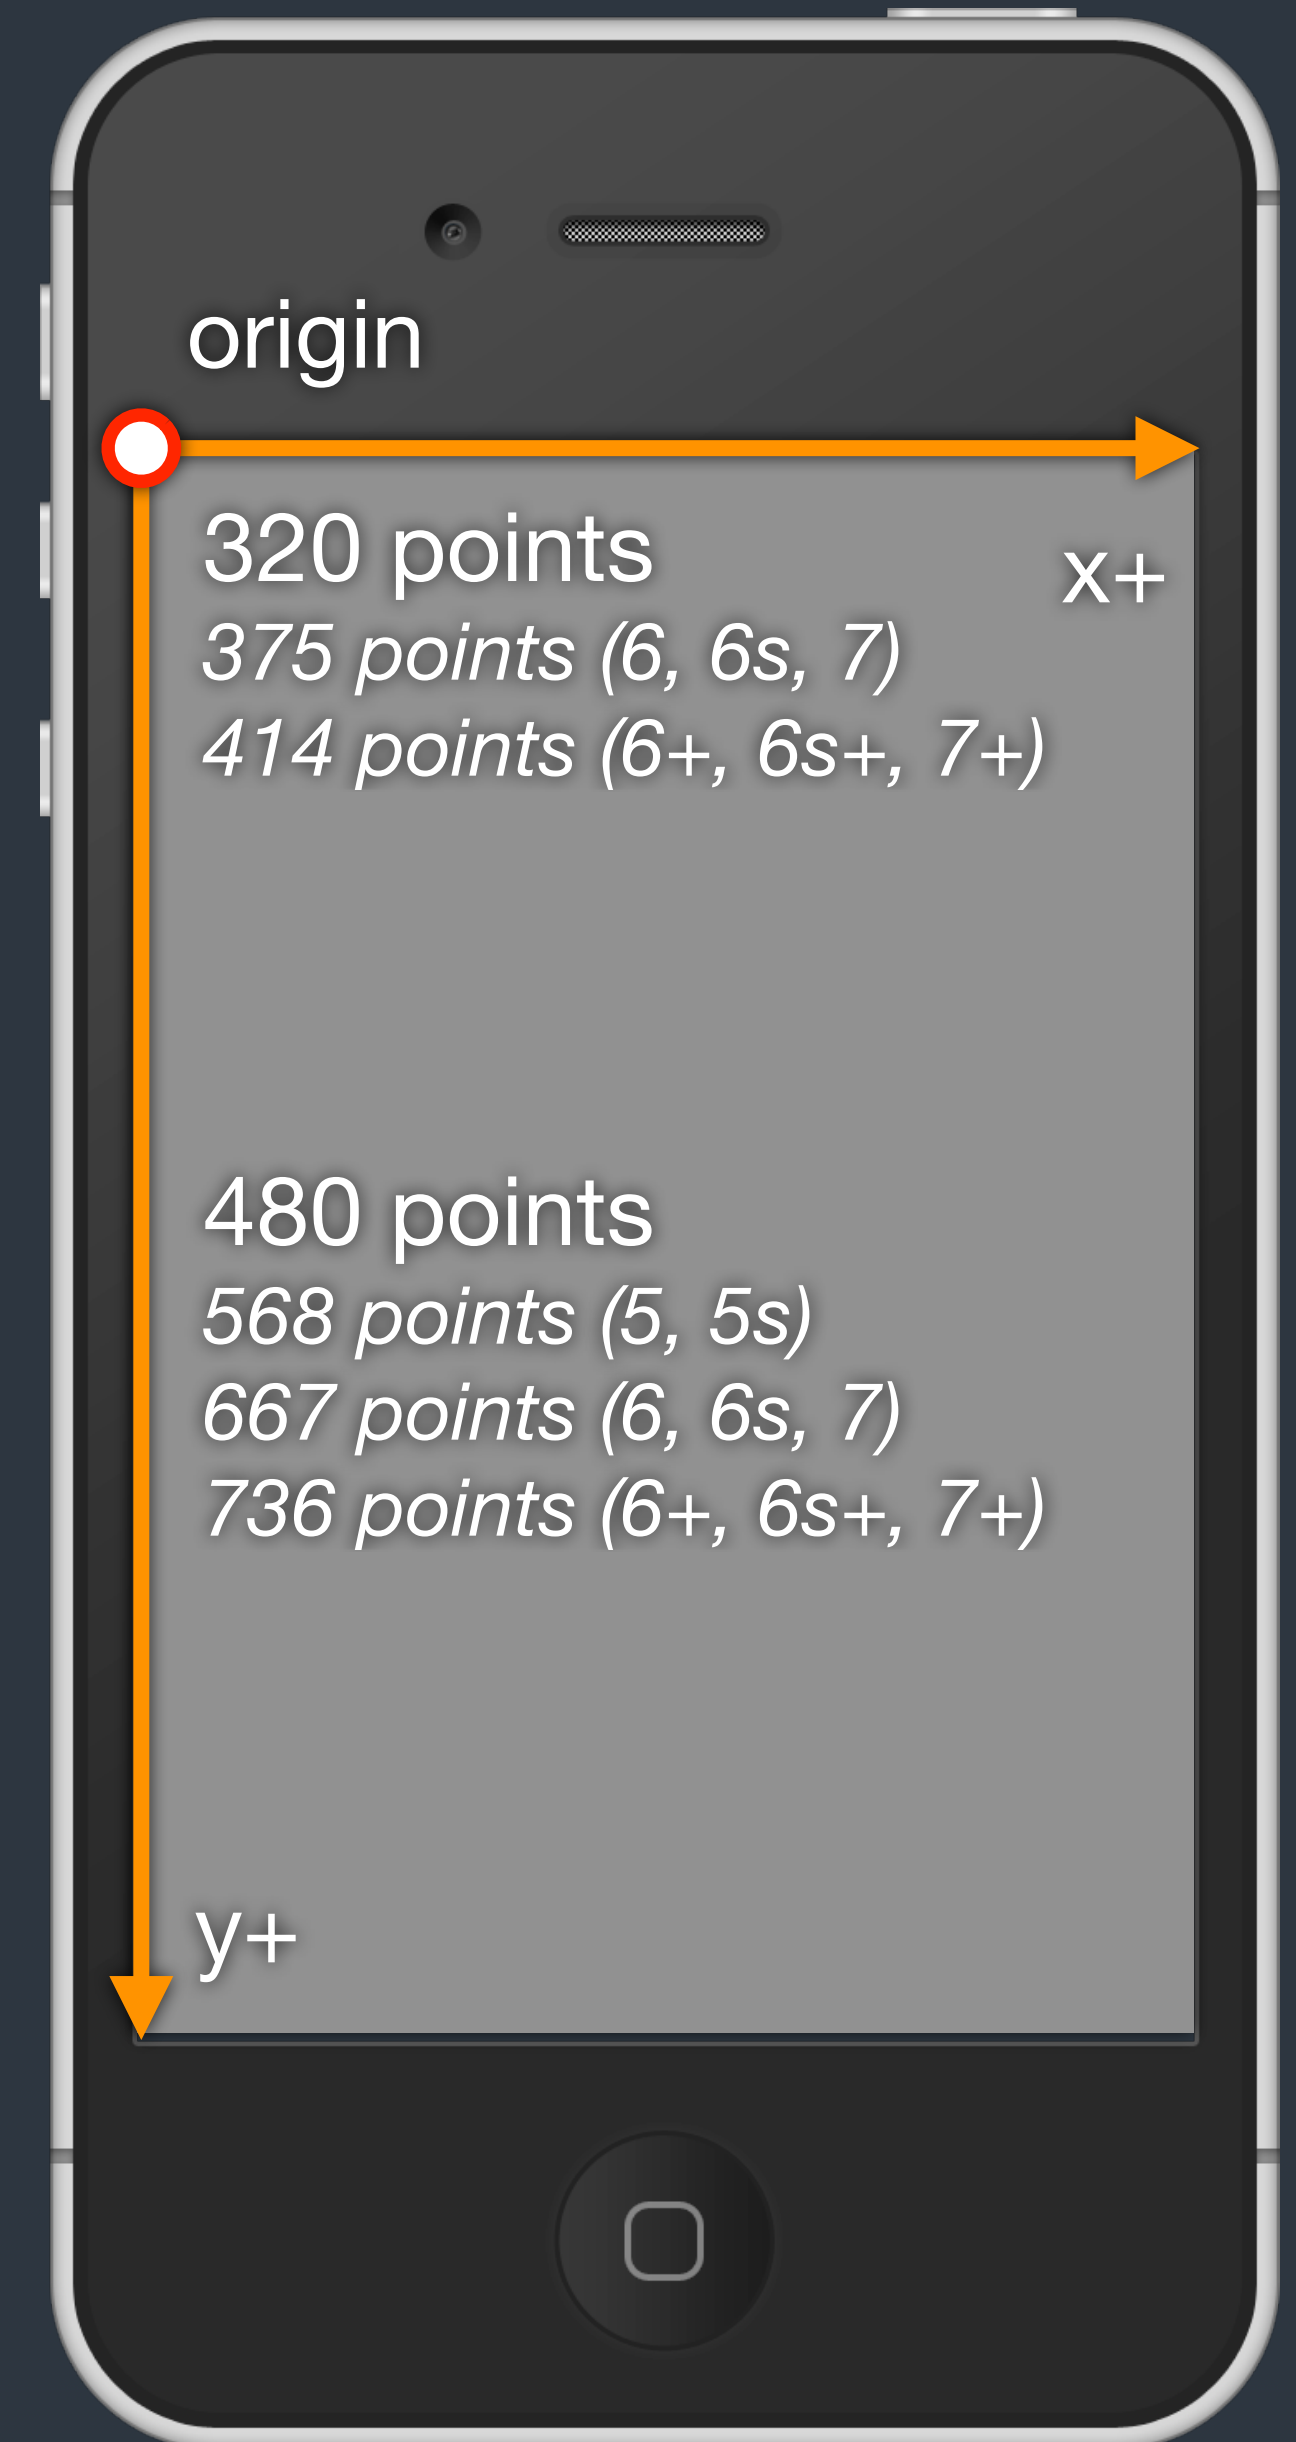 origin
320 points
x+
375 points (6, 6s, 7)
414 points (6+, 6s+, 7+)
480 points
568 points (5, 5s)
667 points (6, 6s, 7)
736 points (6+, 6s+, 7+)
y+